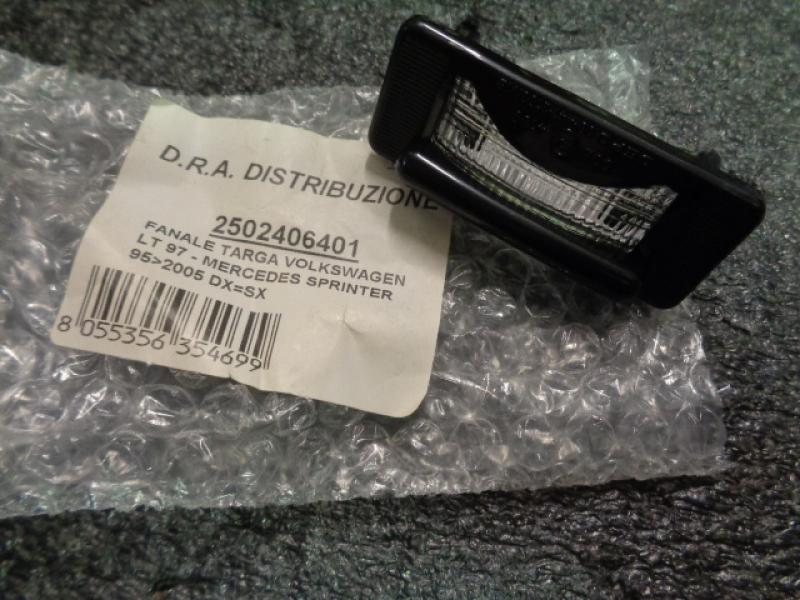 D.R.A. DISTRIBUZIONE
2502406401
FANALE TARGA VOLKSWAGEN
LT 97 - MERCEDES SPRINTER
95>2005 DX=SX
8 055356 354699